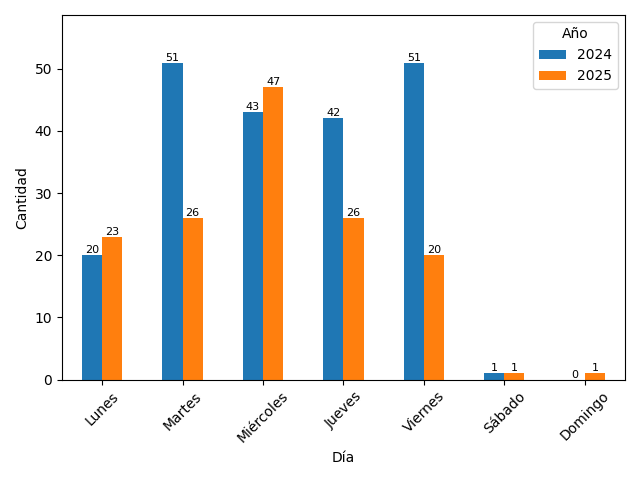 Año
2024
2025
Cantidad
50
40
30
20
10
0
20
23
51
26
43
47
42
26
51
20
1
1
0
1
Lunes
Martes
Miércoles
Jueves
Viernes
Sábado
Domingo
Día